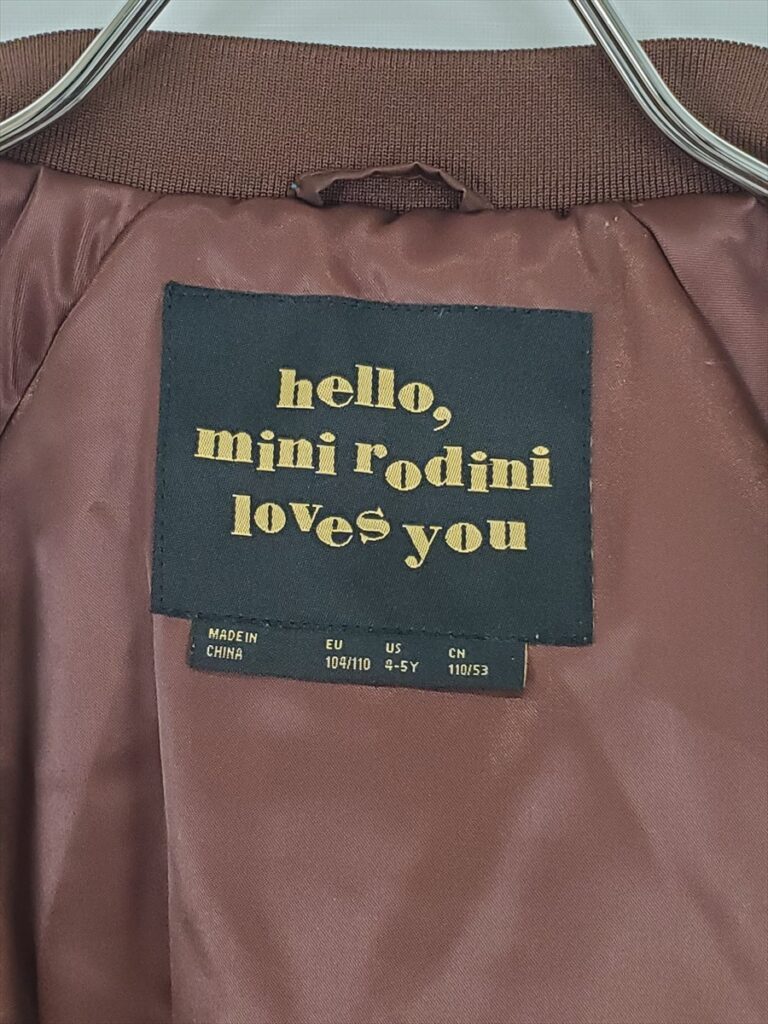 hello,
mini rodini
loves you
MADE IN EU US CN
CHINA 104/110 4-5Y 110/53